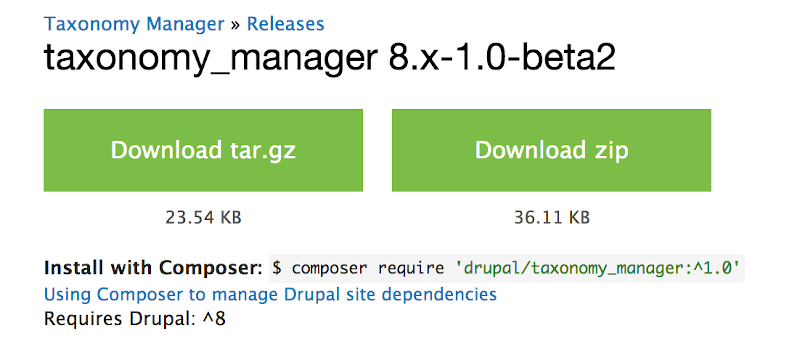 Taxonomy Manager » Releases
taxonomy_manager 8.x-1.0-beta2
Download tar.gz Download zip
23.54 KB 36.11 KB
Install with Composer: $ composer require 'drupal/taxonomy_manager:^1.0'
Using Composer to manage Drupal site dependencies
Requires Drupal: ^8